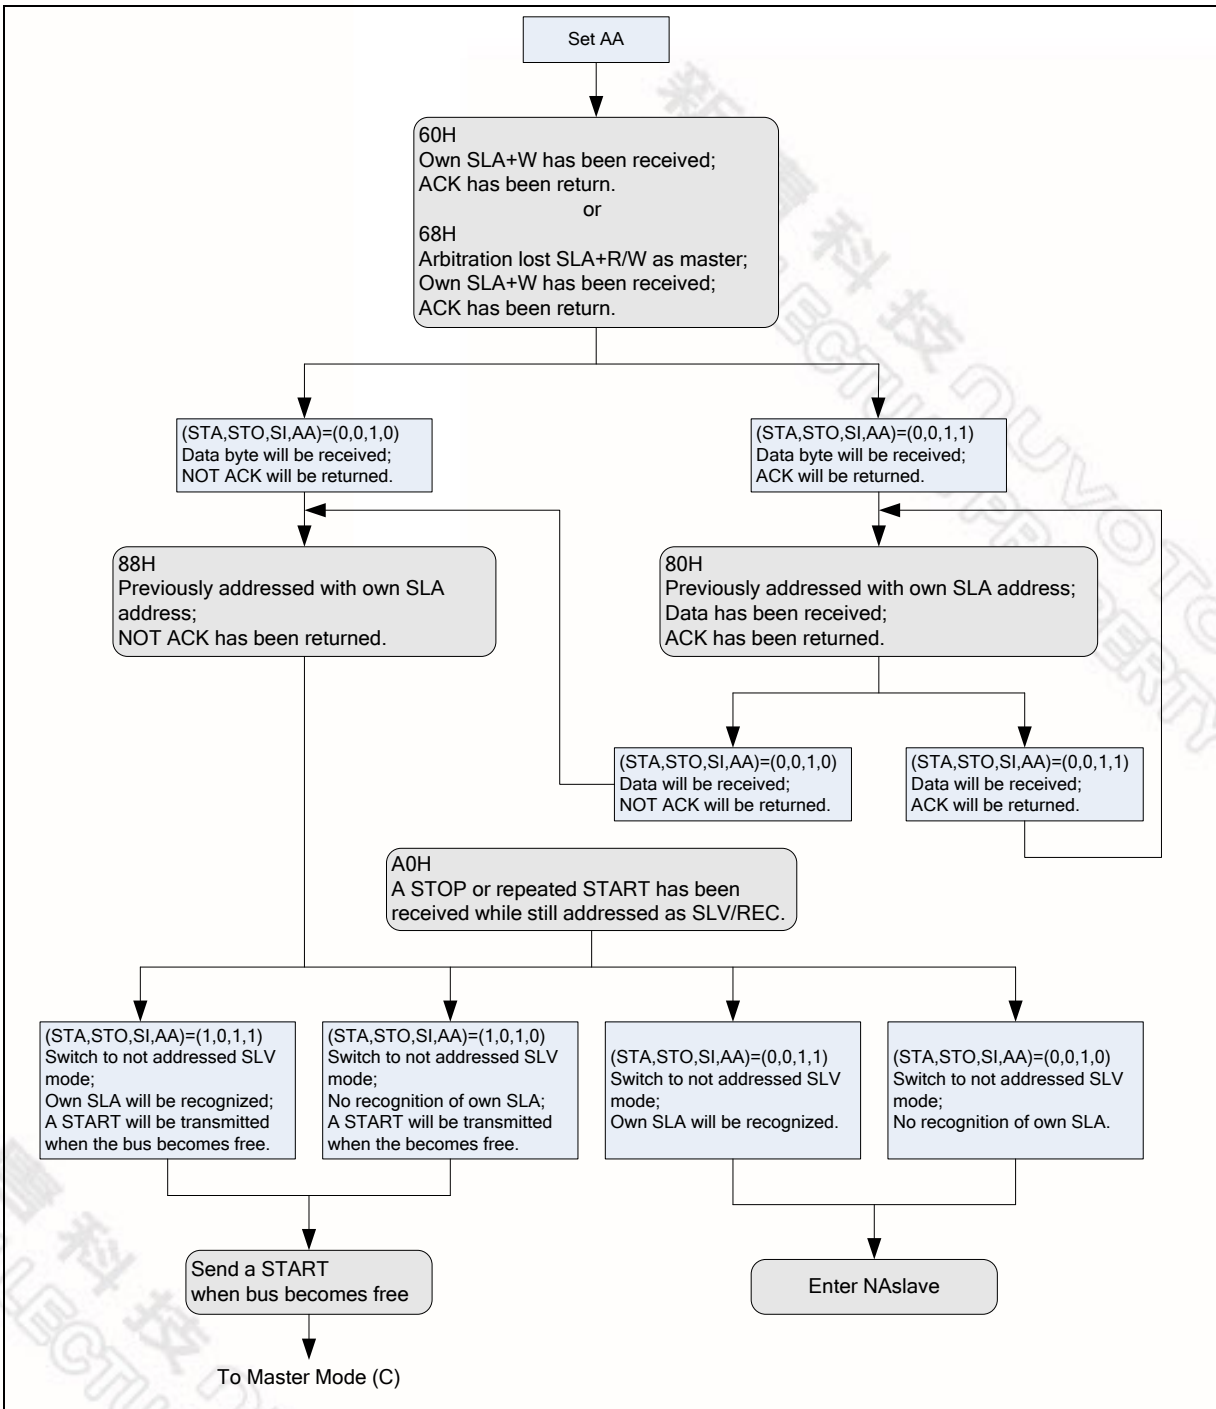 Set AA
60H
Own SLA+W has been received;
ACK has been return.
or
68H
Arbitration lost SLA+R/W as master;
Own SLA+W has been received;
ACK has been return.
(STA,STO,SI,AA)=(0,0,1,0)
Data byte will be received;
NOT ACK will be returned.
(STA,STO,SI,AA)=(0,0,1,1)
Data byte will be received;
ACK will be returned.
88H
Previously addressed with own SLA
address;
NOT ACK has been returned.
80H
Previously addressed with own SLA address;
Data has been received;
ACK has been returned.
(STA,STO,SI,AA)=(0,0,1,0)
Data will be received;
NOT ACK will be returned.
(STA,STO,SI,AA)=(0,0,1,1)
Data will be received;
ACK will be returned.
A0H
A STOP or repeated START has been
received while still addressed as SLV/REC.
(STA,STO,SI,AA)=(1,0,1,1)
Switch to not addressed SLV
mode;
Own SLA will be recognized;
A START will be transmitted
when the bus becomes free.
(STA,STO,SI,AA)=(1,0,1,0)
Switch to not addressed SLV
mode;
No recognition of own SLA;
A START will be transmitted
when the becomes free.
(STA,STO,SI,AA)=(0,0,1,1)
Switch to not addressed SLV
mode;
Own SLA will be recognized.
(STA,STO,SI,AA)=(0,0,1,0)
Switch to not addressed SLV
mode;
No recognition of own SLA.
Send a START
when bus becomes free
Enter NAslave
To Master Mode (C)